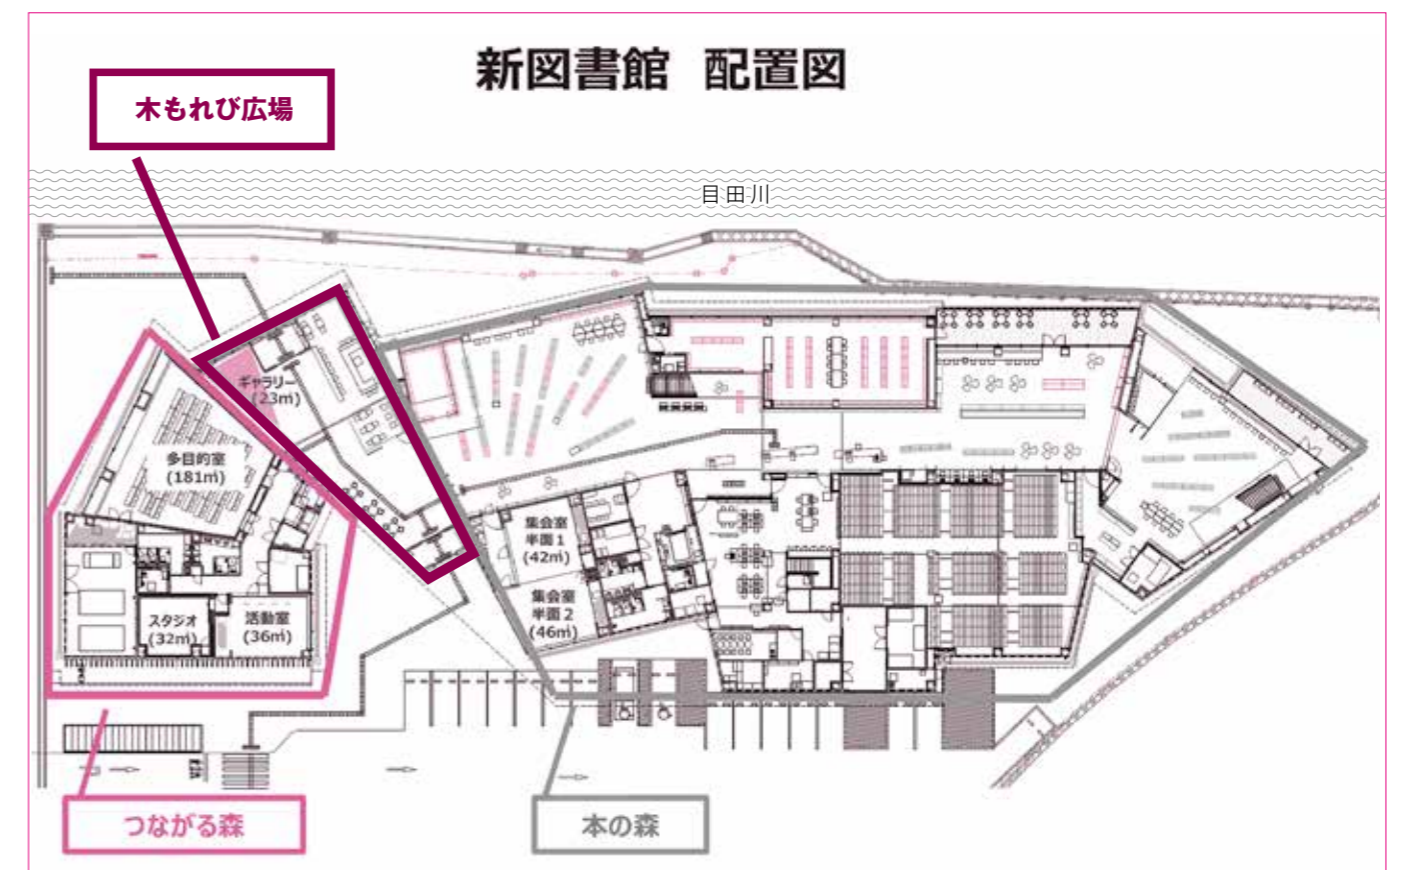 新図書館 配置図
木もれび広場
目田川
ギャラリー
(23㎡)
多目的室
(181㎡)
集会室
半面1
(42㎡)
集会室
半面2
(46㎡)
スタジオ
(32㎡)
活動室
(36㎡)
つながる森
本の森